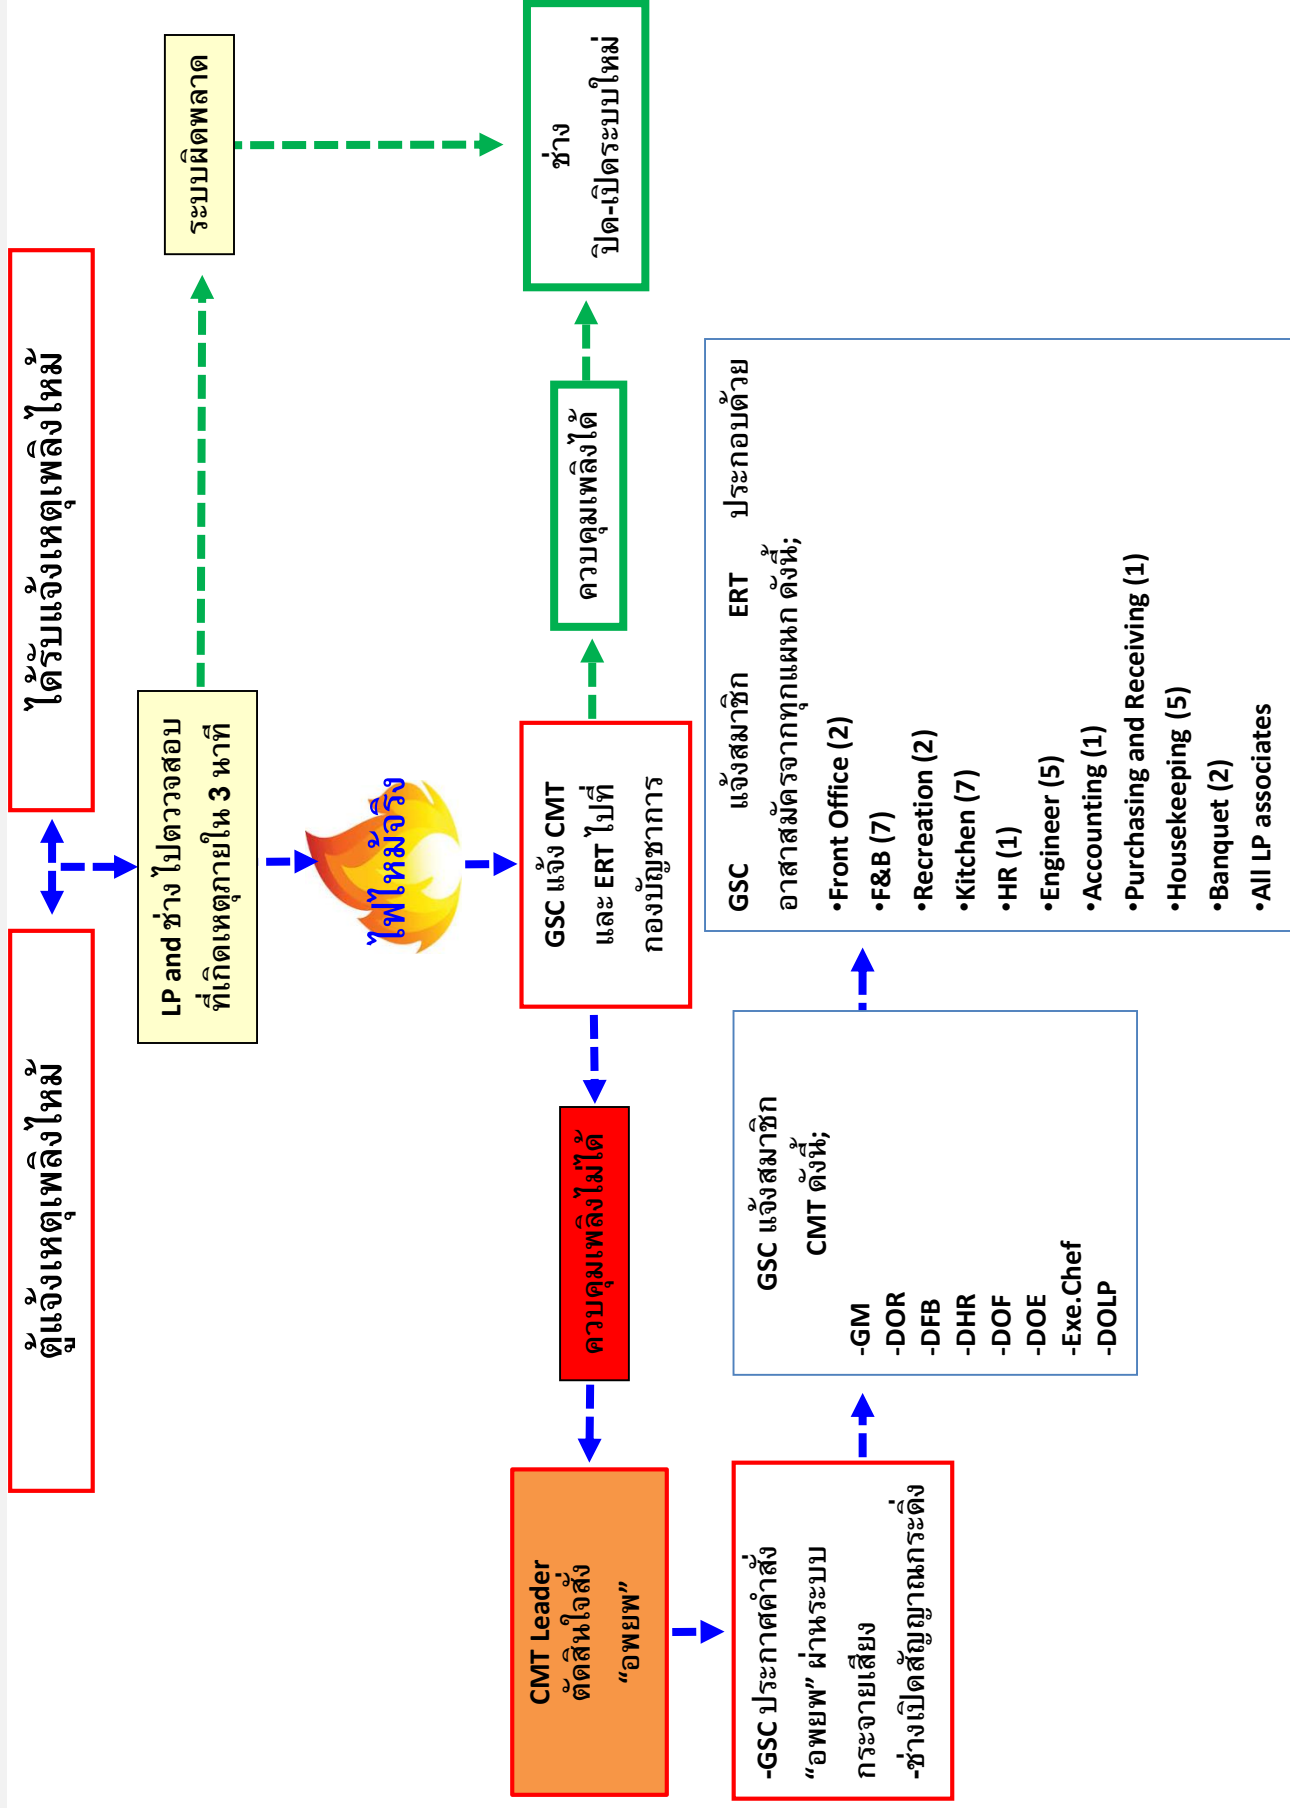 ตู้แจ้งเหตุเพลิงไหม้
ได้รับแจ้งเหตุเพลิงไหม้
LP and ช่าง ไปตววจสอบ
ที่เกิดเหตุภายใน 3 นาที
ระบบผิดพลาด
ไฟไหม้จริง
GSC แจ้ง CMT
และ ERT ไปที่
กองบัญชาการ
ควบคุมเพลิงได้
ช่าง
ปิด-เปิดระบบใหม่
ควบคุมเพลิงไม่ได้
CMT Leader
ตัดสินใจสั่ง
“อพยพ”
-GSC ประกาศคำสั่ง
“อพยพ” ผ่านระบบ
กระจายเสียง
-ช่างเปิดสัญญาณกระดิ่ง
GSC แจ้งสมาชิก
CMT ดังนี้;
-GM
-DOR
-DFB
-DHR
-DOF
-DOE
-Exe.Chef
-DOLP
GSC แจ้งสมาชิก ERT ประกอบด้วย
อาสาสมัครจากทุกแผนก ดังนี้;
•Front Office (2)
•F&B (7)
•Recreation (2)
•Kitchen (7)
•HR (1)
•Engineer (5)
•Accounting (1)
•Purchasing and Receiving (1)
•Housekeeping (5)
•Banquet (2)
•All LP associates